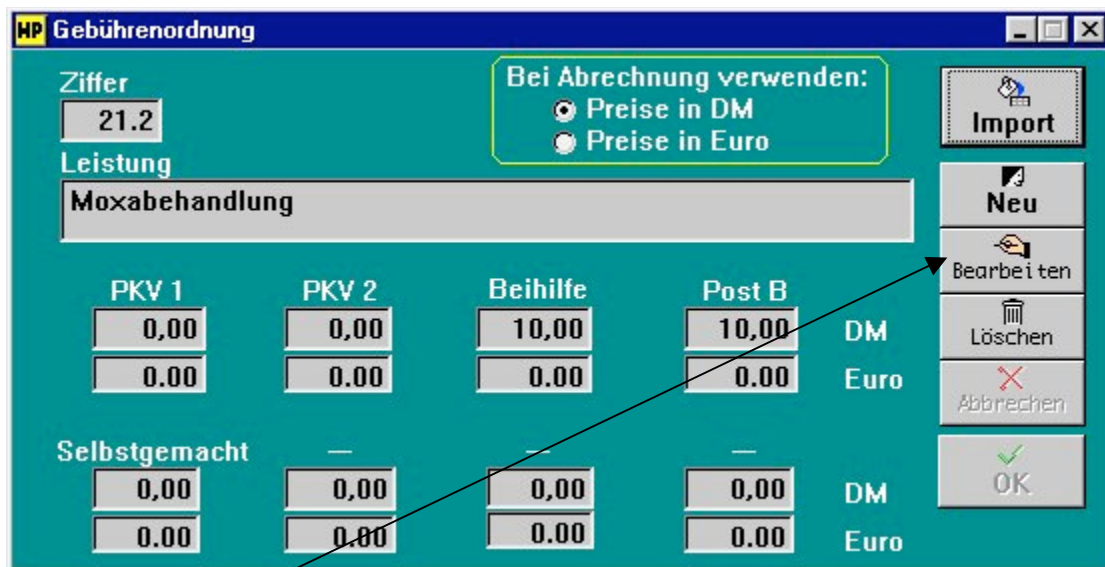 HP Gebührenordnung
Ziffer
21.2
Bei Abrechnung verwenden:
Preise in DM
Preise in Euro
Leistung
Moxabehandlung
PKV 1 PKV 2 Beihilfe Post B
0,00 0,00 10,00 10,00 DM
0.00 0.00 0.00 0.00 Euro
Selbstgemacht — — —
0,00 0,00 0,00 0,00 DM
0.00 0.00 0.00 0.00 Euro
Import
Neu
Bearbeiten
Löschen
Abbrechen
OK